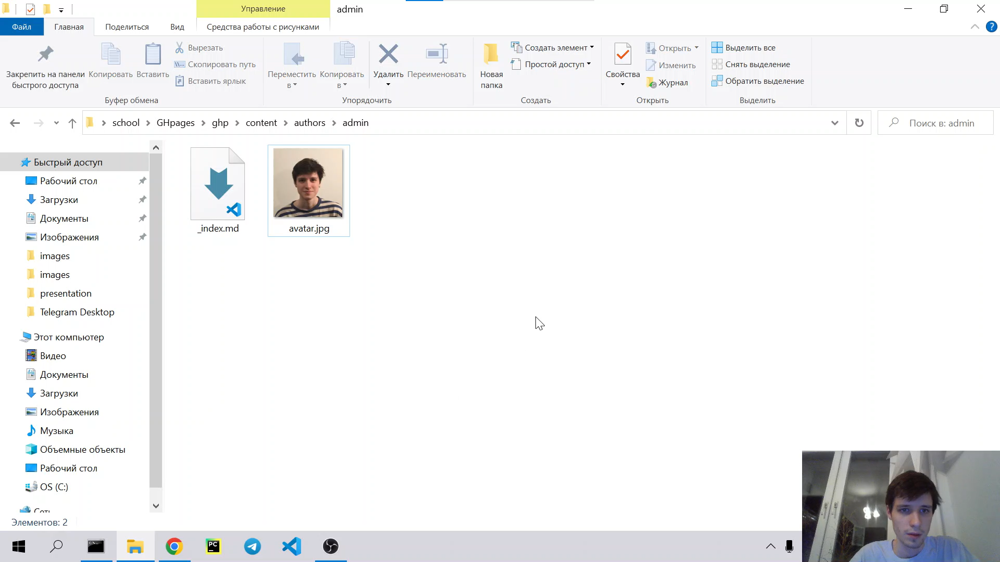 Управление
admin
Файл
Главная
Поделиться
Вид
Средства работы с рисунками
Закрепить на панели быстрого доступа
Копировать
Вставить
Вырезать
Скопировать путь
Вставить ярлык
Буфер обмена
Переместить в
Копировать в
Удалить
Переименовать
Упорядочить
Новая папка
Создать элемент
Простой доступ
Создать
Свойства
Открыть
Изменить
Журнал
Открыть
Выделить все
Снять выделение
Обратить выделение
Выделить
school
GHpages
ghp
content
authors
admin
Поиск в: admin
Быстрый доступ
Рабочий стол
Загрузки
Документы
Изображения
images
images
presentation
Telegram Desktop
Этот компьютер
Видео
Документы
Загрузки
Изображения
Музыка
Объемные объекты
Рабочий стол
OS (C:)
Сеть
_index.md
avatar.jpg
Элементов: 2
PC